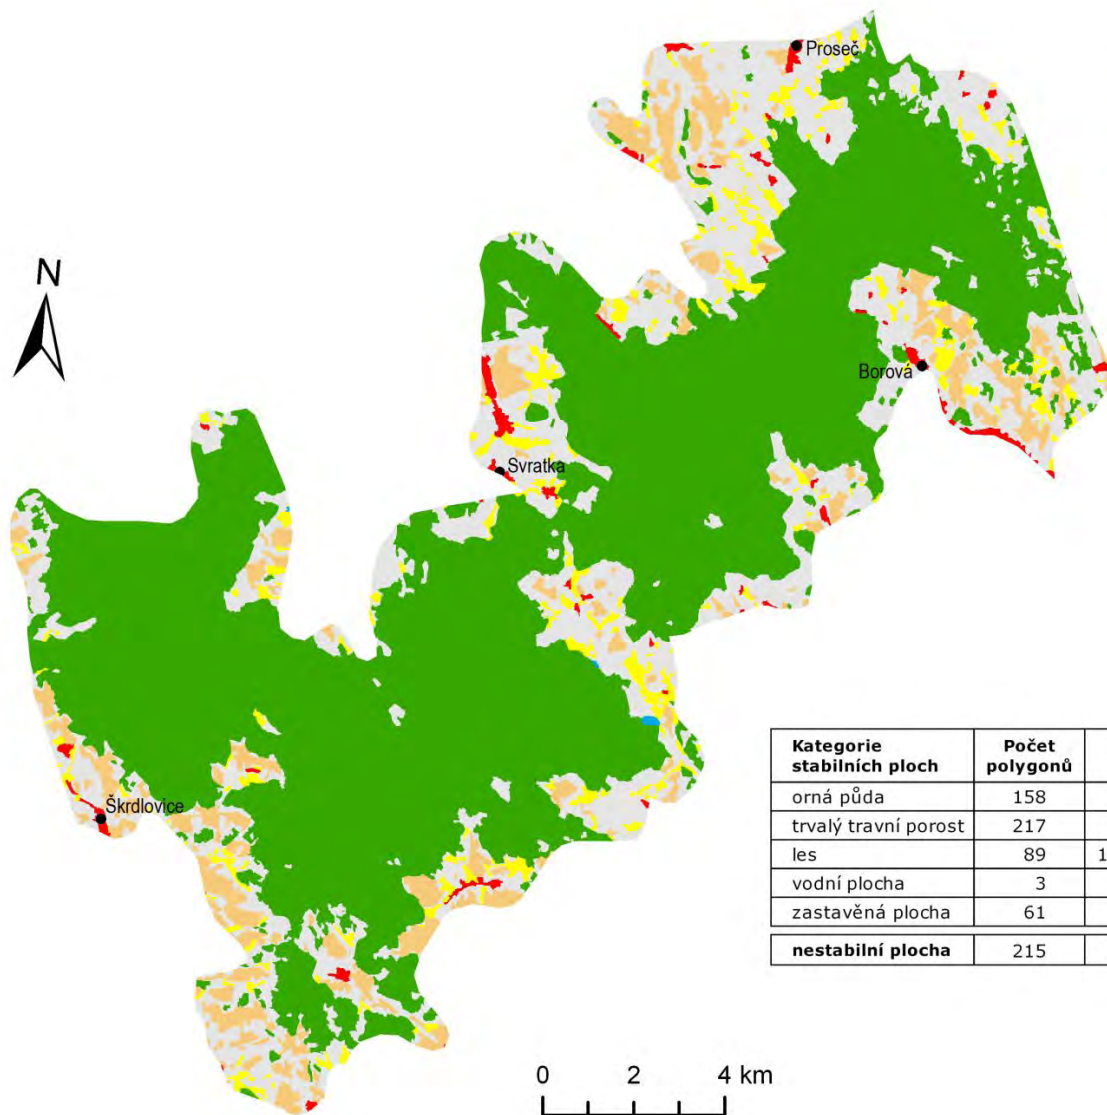 Proseč
N
Borová
Svratka
Škrdlovice
Kategorie stabilních ploch Počet polygonů
orná půda 158
trvalý travní porost 217
les 89 1
vodní plocha 3
zastavěná plocha 61
nestabilní plocha 215
0 2 4 km